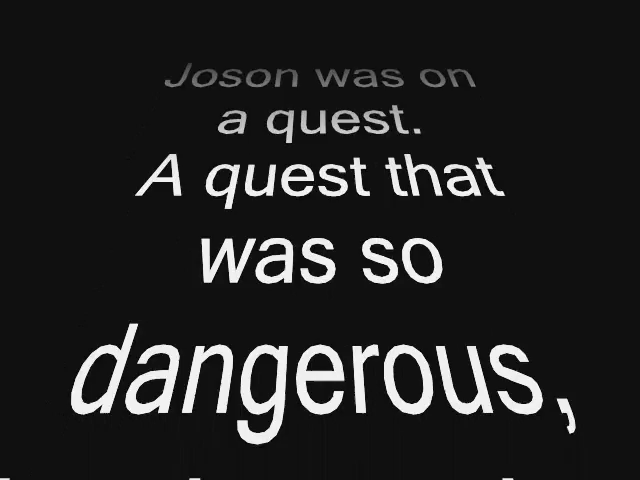 Joson was on
a quest.
A quest that
was so
dangerous,